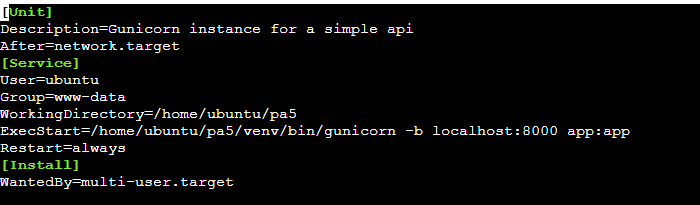 [Unit]
Description=Gunicorn instance for a simple api
After=network.target
[Service]
User=ubuntu
Group=www-data
WorkingDirectory=/home/ubuntu/pa5
ExecStart=/home/ubuntu/pa5/venv/bin/gunicorn -b localhost:8000 app:app
Restart=always
[Install]
WantedBy=multi-user.target